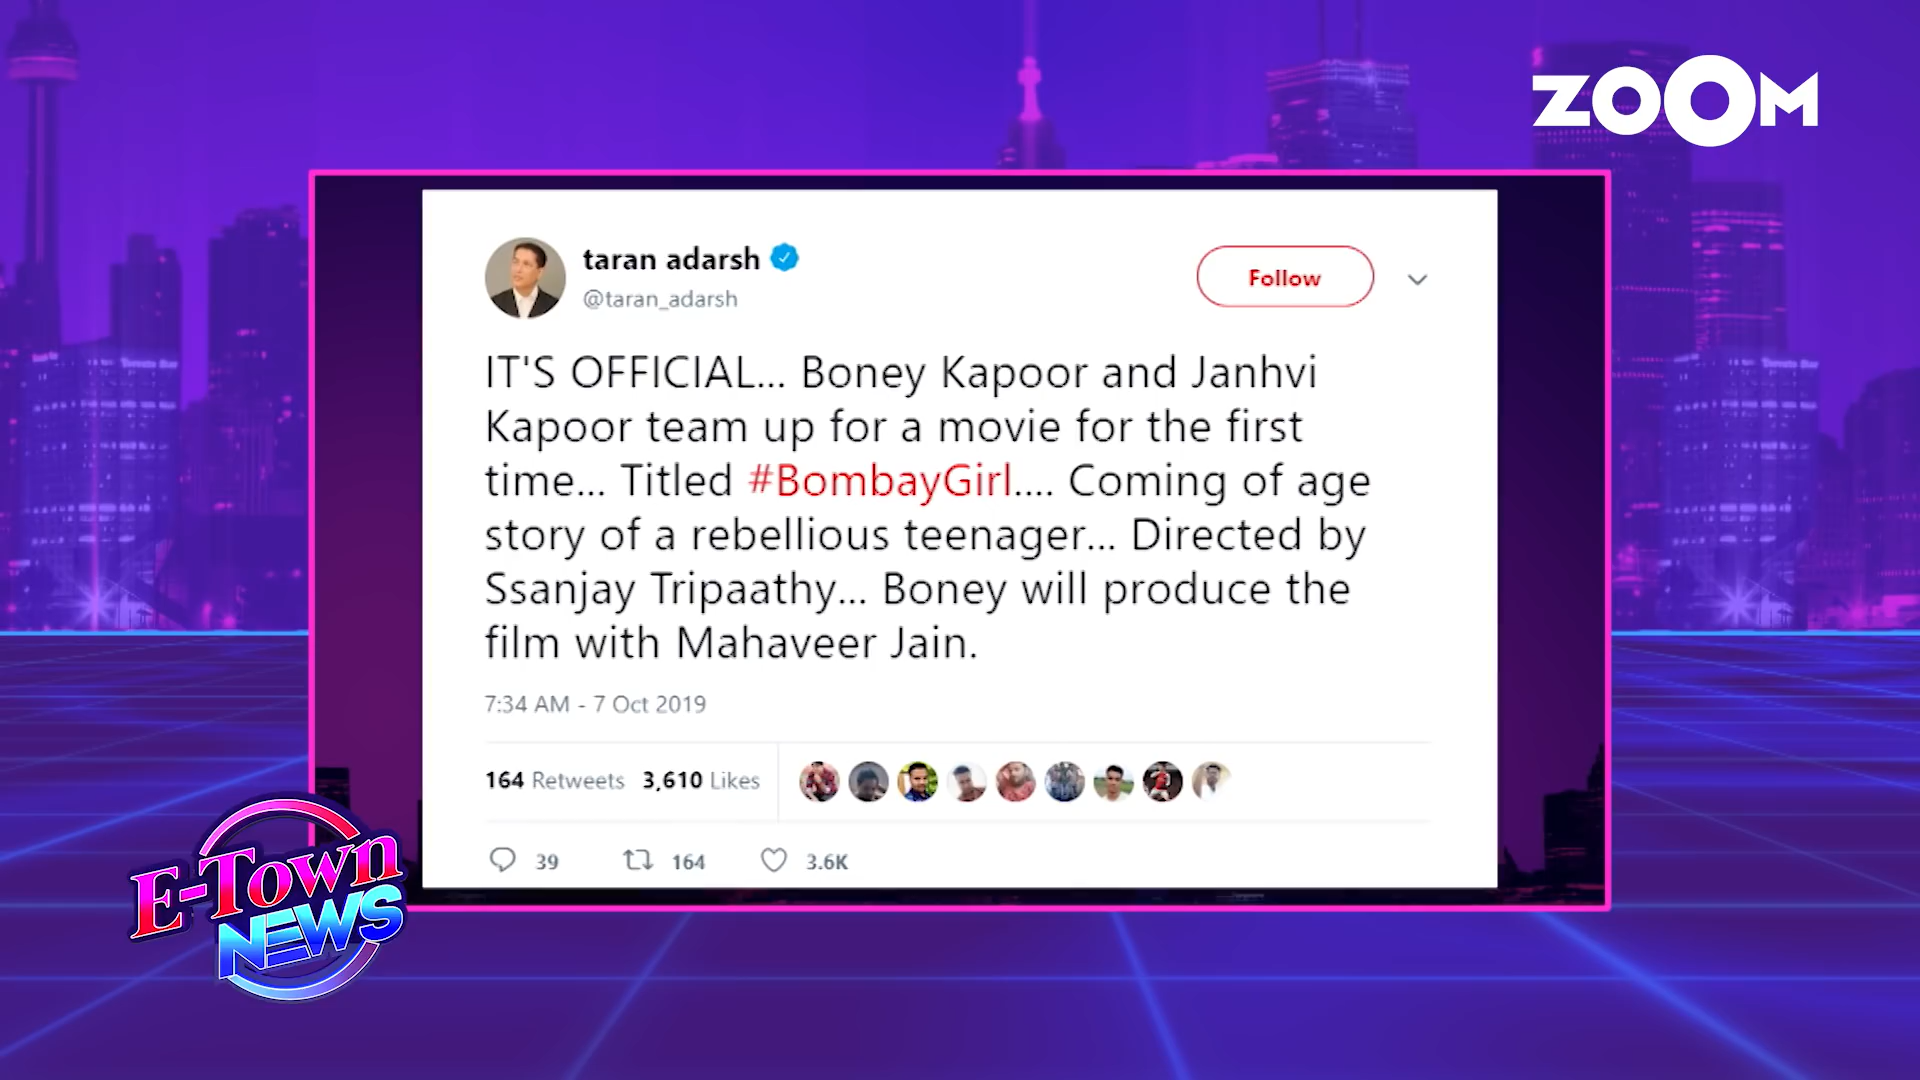 ZOOM
taran adarsh
@taran_adarsh
Follow
IT'S OFFICIAL... Boney Kapoor and Janhvi
Kapoor team up for a movie for the first
time... Titled #BombayGirl.... Coming of age
story of a rebellious teenager... Directed by
Ssanjay Tripaathy... Boney will produce the
film with Mahaveer Jain.
7:34 AM - 7 Oct 2019
164 Retweets 3,610 Likes
39 164 3.6K
E-TOWN
NEWS